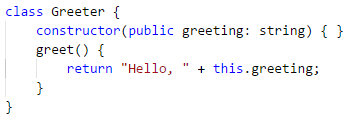 class Greeter {
    constructor(public greeting: string) { }
    greet() {
        return "Hello, " + this.greeting;
    }
}